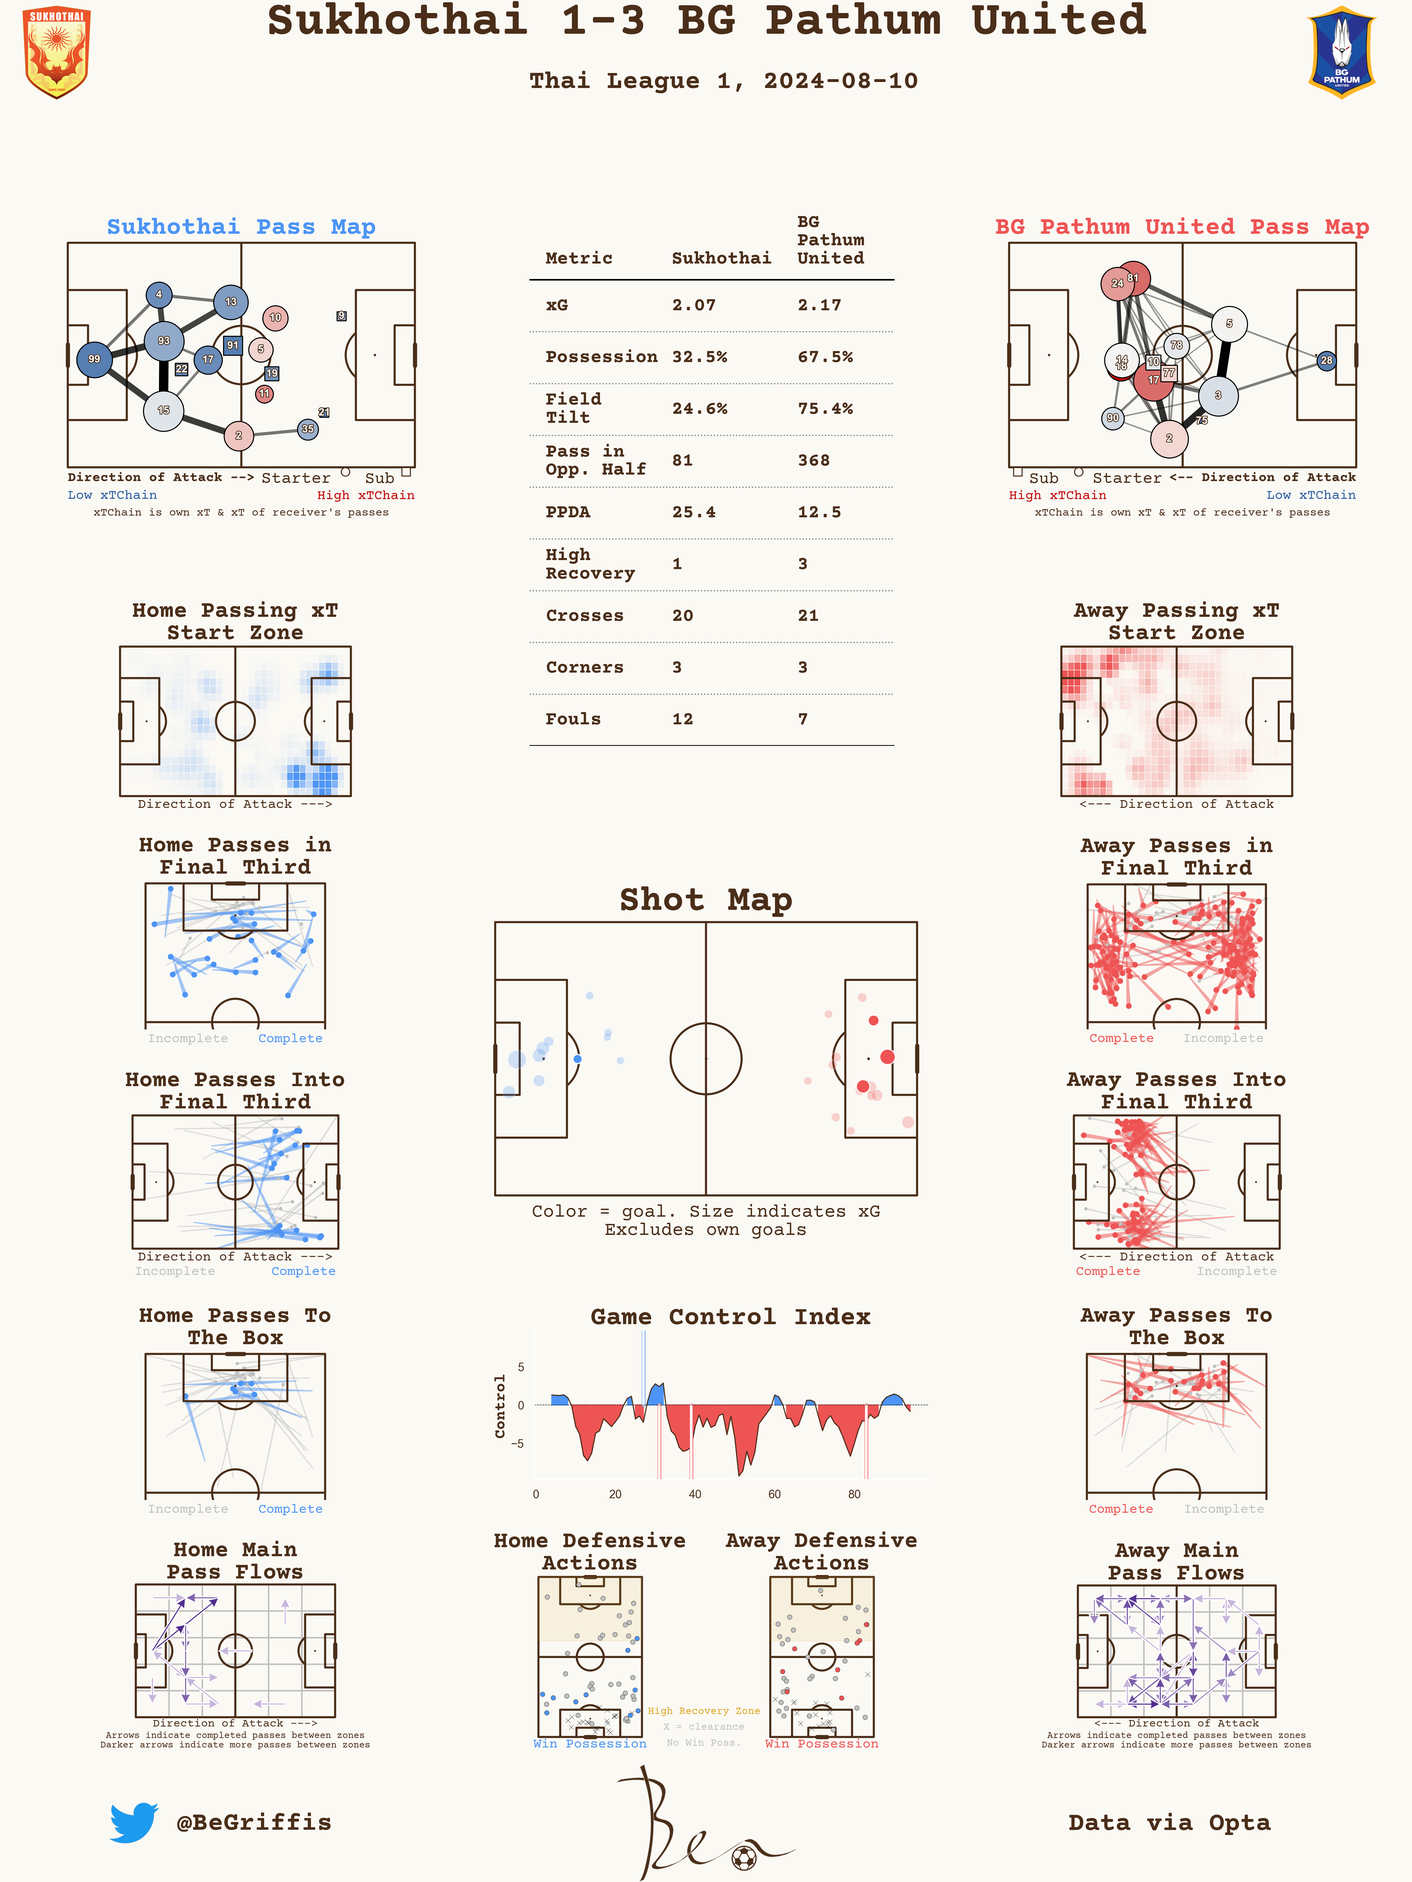 Sukhothai 1-3 BG Pathum United
Thai League 1, 2024-08-10
SUKHOTHAI
BG
PATHUM
UNITED
Sukhothai Pass Map
4
13
10
9
93
91
5
99
17
22
19
11
15
21
2
35
Direction of Attack --> Starter Sub
Low xTChain High xTChain
xTChain is own xT & xT of receiver's passes
Metric Sukhothai BG Pathum United
xG 2.07 2.17
Possession 32.5% 67.5%
Field Tilt 24.6% 75.4%
Pass in Opp. Half 81 368
PPDA 25.4 12.5
High Recovery 1 3
Crosses 20 21
Corners 3 3
Fouls 12 7
BG Pathum United Pass Map
24
81
5
78
14
18
10
77
28
17
3
90
75
2
Sub Starter <-- Direction of Attack
High xTChain Low xTChain
xTChain is own xT & xT of receiver's passes
Home Passing xT
Start Zone
Direction of Attack --->
Away Passing xT
Start Zone
<--- Direction of Attack
Home Passes in
Final Third
Incomplete Complete
Away Passes in
Final Third
Complete Incomplete
Shot Map
Color = goal. Size indicates xG
Excludes own goals
Home Passes Into
Final Third
Direction of Attack --->
Incomplete Complete
Away Passes Into
Final Third
<--- Direction of Attack
Complete Incomplete
Home Passes To
The Box
Incomplete Complete
Game Control Index
Control
5
0
−5
0 20 40 60 80
Away Passes To
The Box
Complete Incomplete
Home Main
Pass Flows
Direction of Attack --->
Arrows indicate completed passes between zones
Darker arrows indicate more passes between zones
Home Defensive
Actions
Win Possession
High Recovery Zone
X = clearance
No Win Poss.
Away Defensive
Actions
Win Possession
Away Main
Pass Flows
<--- Direction of Attack
Arrows indicate completed passes between zones
Darker arrows indicate more passes between zones
@BeGriffis
Ben
Data via Opta